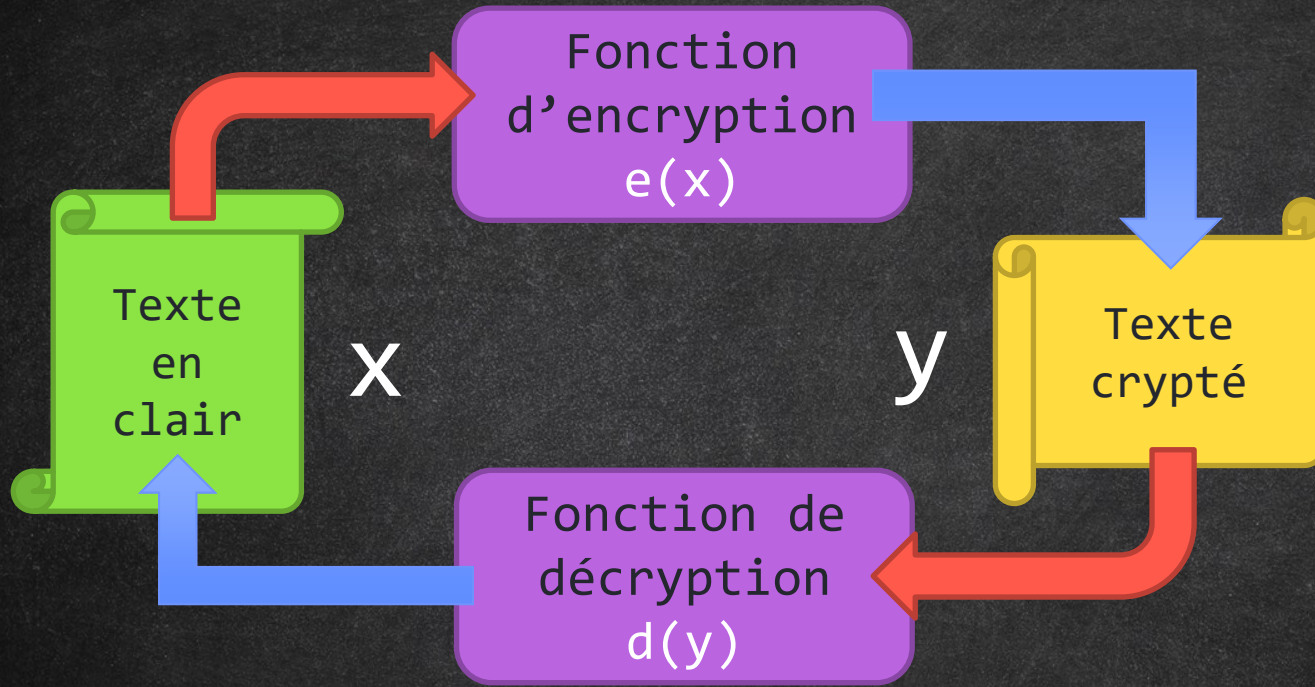 Fonction
d’encryption
e(x)
Texte
en
clair
x
y
Texte
crypté
Fonction de
décryption
d(y)